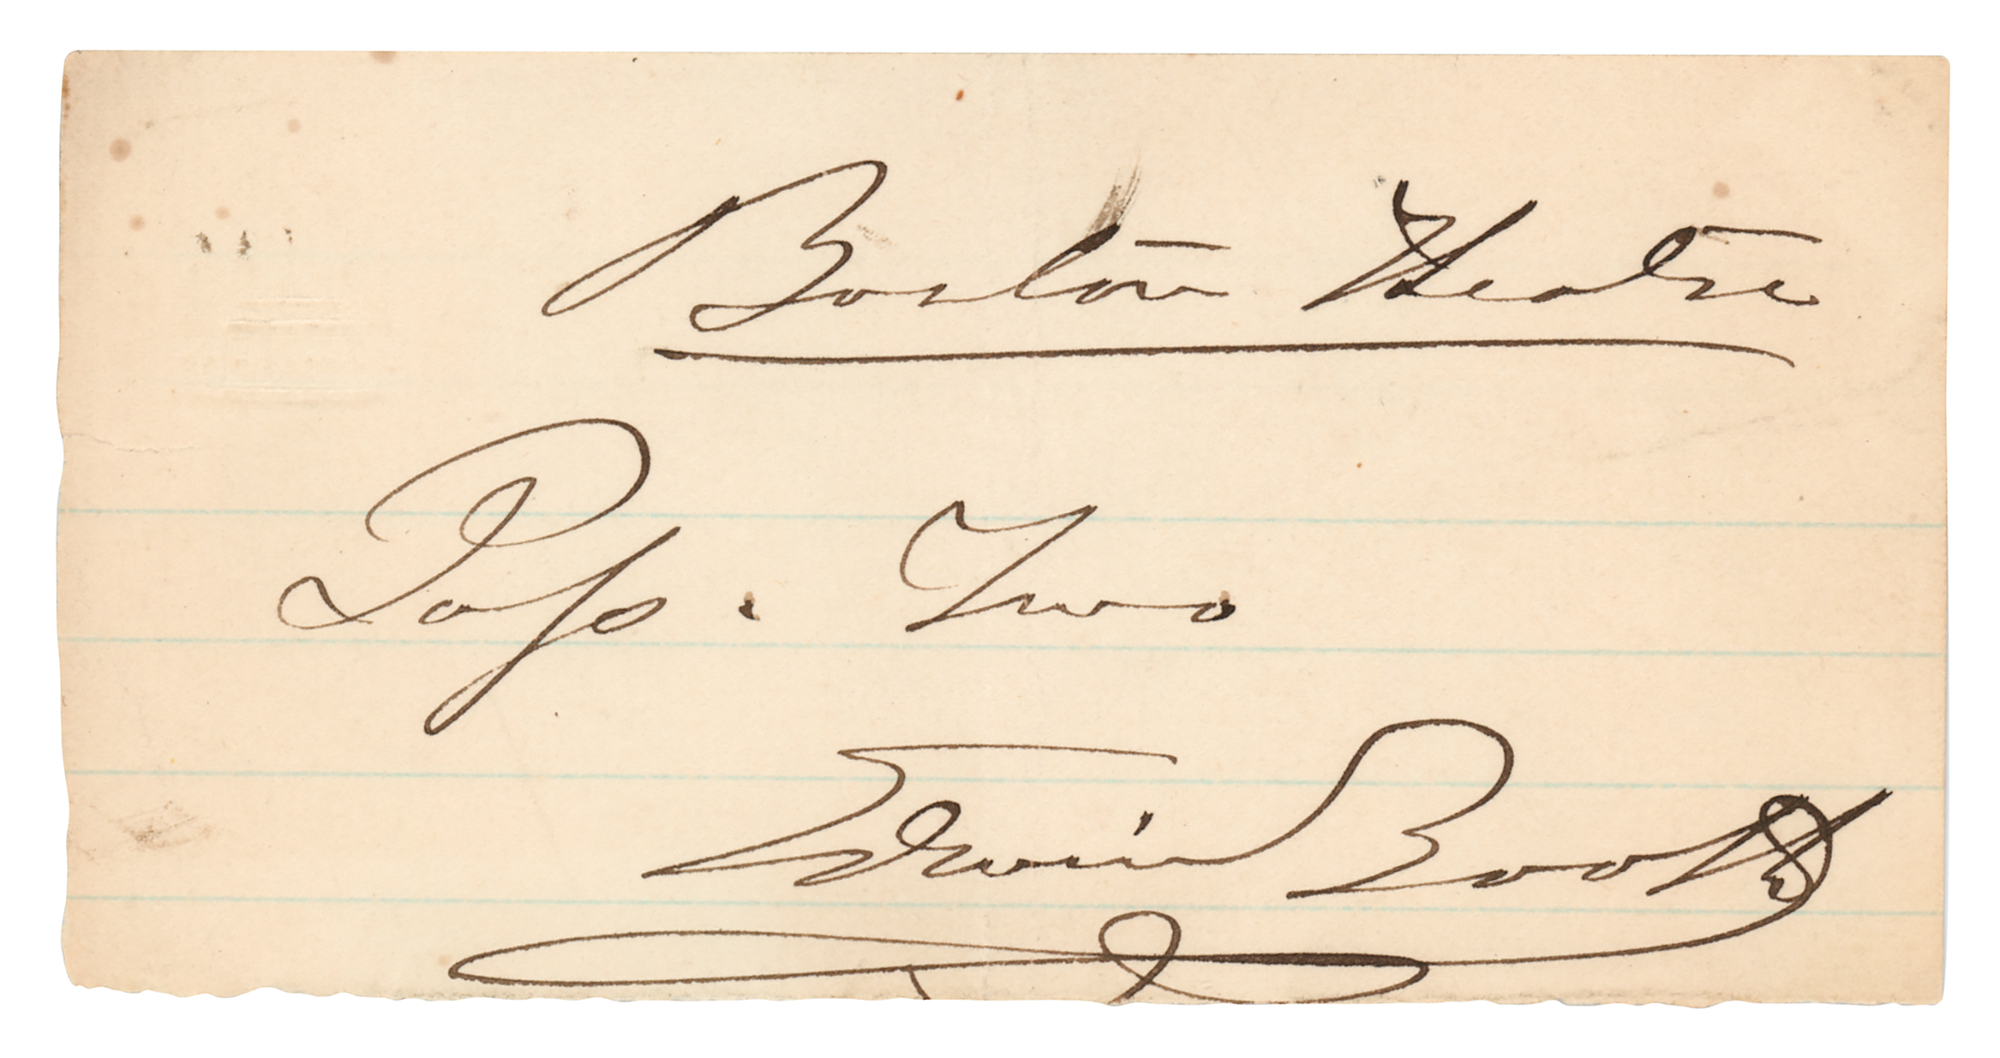 Boston Theatre
Pass. Two
Edwin Booth